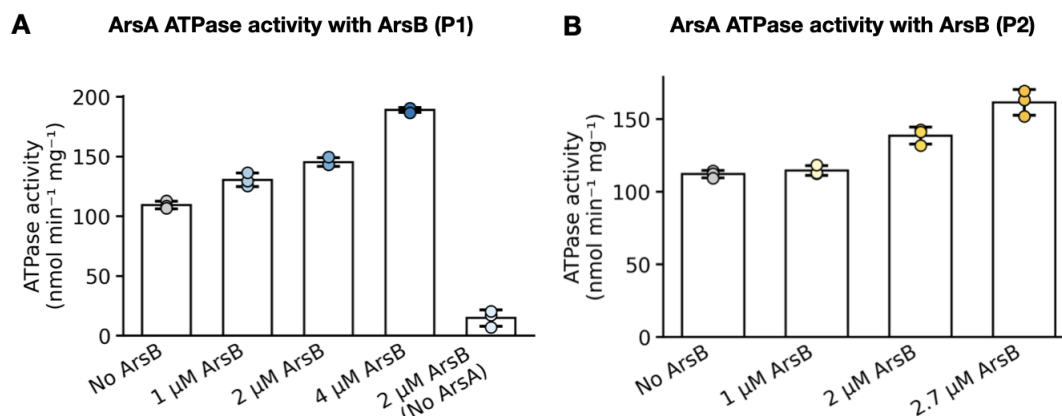 A
ArsA ATPase activity with ArsB (P1)
ATPase activity
(nmol min⁻¹ mg⁻¹)
200
150
100
50
0
No ArsB
1 µM ArsB
2 µM ArsB
4 µM ArsB
2 µM ArsB
(No ArsA)
B
ArsA ATPase activity with ArsB (P2)
ATPase activity
(nmol min⁻¹ mg⁻¹)
150
100
50
0
No ArsB
1 µM ArsB
2 µM ArsB
2.7 µM ArsB